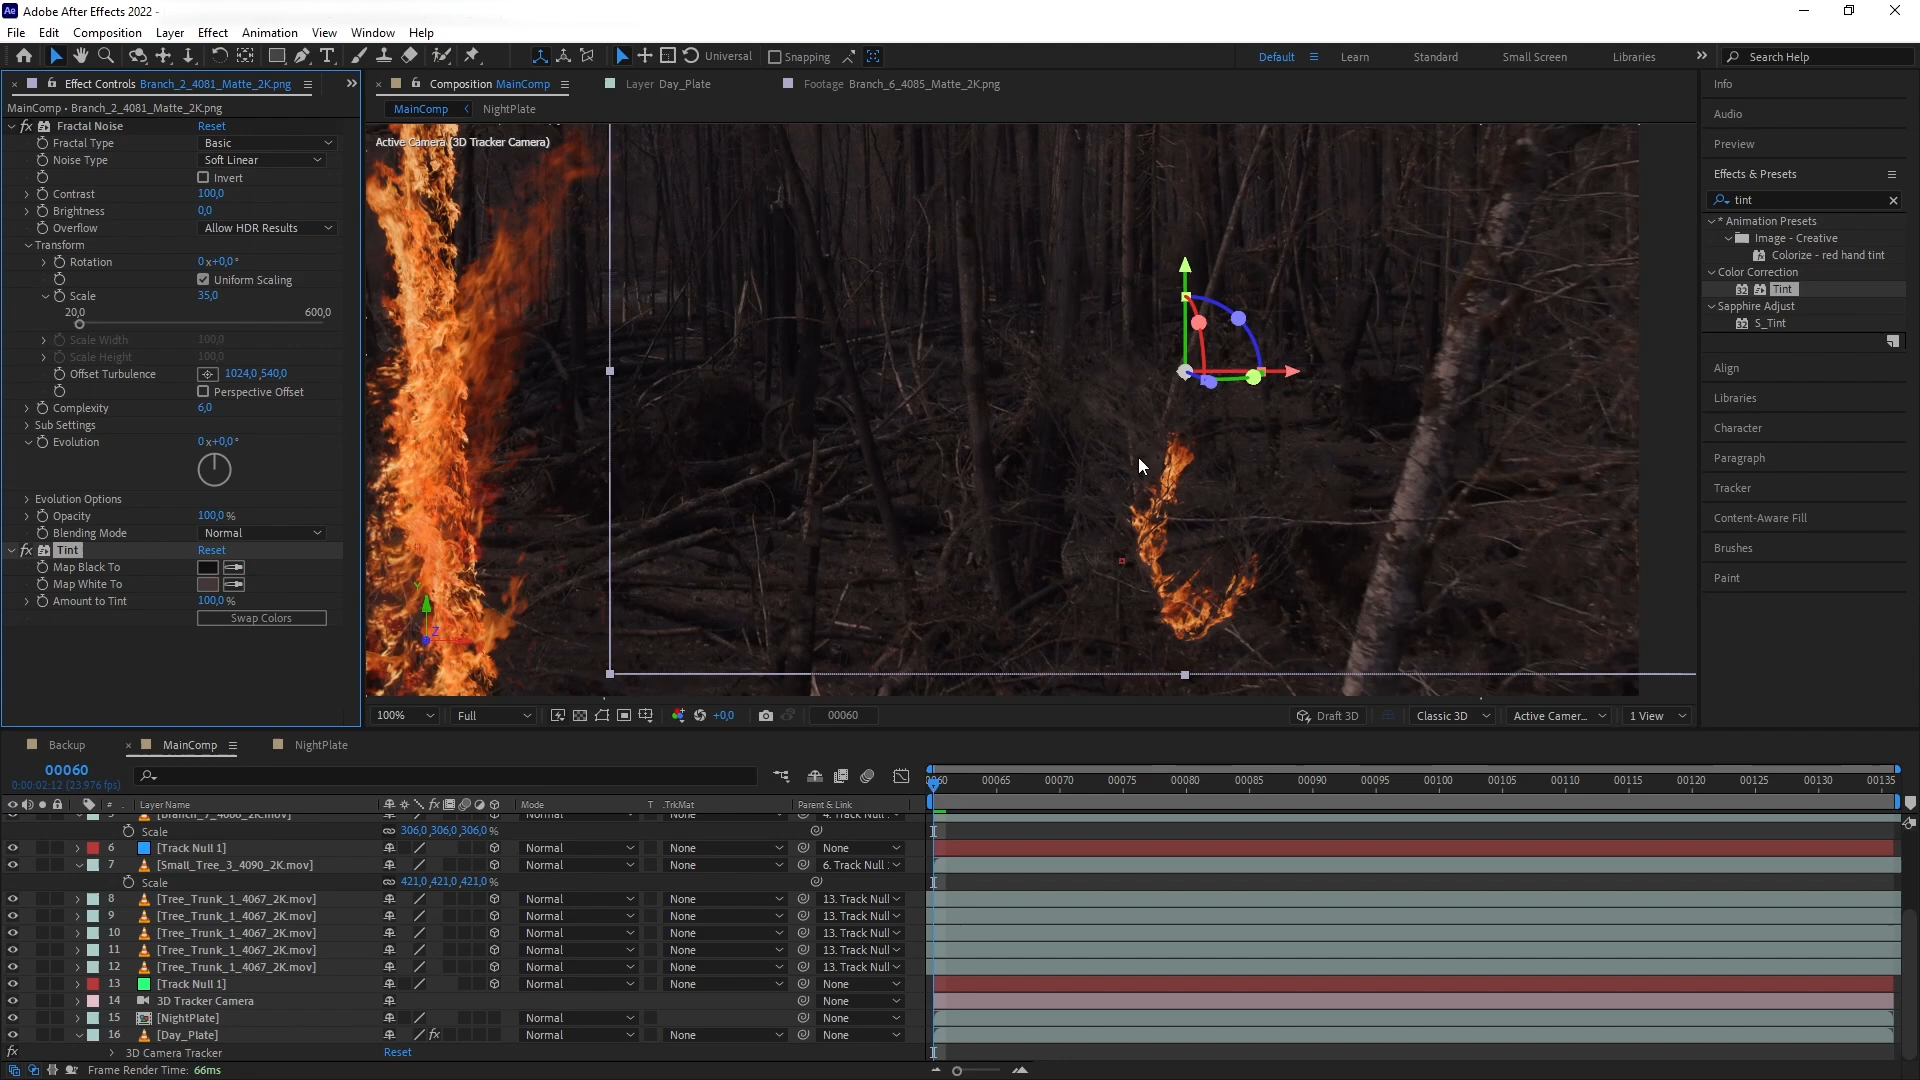 Adobe After Effects 2022 -
File Edit Composition Layer Effect Animation View Window Help
Universal Snapping Default Learn Standard Small Screen Libraries Search Help
Effect Controls Branch_2_4081_Matte_2K.png
MainComp • Branch_2_4081_Matte_2K.png
fx Fractal Noise Reset
Fractal Type Basic
Noise Type Soft Linear
Invert
Contrast 100,0
Brightness 0,0
Overflow Allow HDR Results
Transform
Rotation 0x+0,0°
Uniform Scaling
Scale 35,0
20,0 600,0
Scale Width 100,0
Scale Height 100,0
Offset Turbulence 1024,0,540,0
Perspective Offset
Complexity 6,0
Sub Settings
Evolution 0x+0,0°
Evolution Options
Opacity 100,0 %
Blending Mode Normal
fx Tint Reset
Map Black To
Map White To
Amount to Tint 100,0 %
Swap Colors
Composition MainComp Layer Day_Plate Footage Branch_6_4085_Matte_2K.png
MainComp NightPlate
Active Camera (3D Tracker Camera)
Y
Z
100% Full +0,0 00060 Draft 3D Classic 3D Active Camer... 1 View
Info
Audio
Preview
Effects & Presets
tint
* Animation Presets
Image - Creative
Colorize - red hand tint
Color Correction
32 Tint
Sapphire Adjust
32 S_Tint
Align
Libraries
Character
Paragraph
Tracker
Content-Aware Fill
Brushes
Paint
Backup MainComp NightPlate
00060
0:00:02:12 (23.976 fps)
00065 00070 00075 00080 00085 00090 00095 00100 00105 00110 00115 00120 00125 00130 00135
# Layer Name fx Mode T .TrkMat Parent & Link
Scale 306,0,306,0,306,0 %
6 [Track Null 1] Normal None None
7 [Small_Tree_3_4090_2K.mov] Normal None 6. Track Null
Scale 421,0,421,0,421,0 %
8 [Tree_Trunk_1_4067_2K.mov] Normal None 13. Track Null
9 [Tree_Trunk_1_4067_2K.mov] Normal None 13. Track Null
10 [Tree_Trunk_1_4067_2K.mov] Normal None 13. Track Null
11 [Tree_Trunk_1_4067_2K.mov] Normal None 13. Track Null
12 [Tree_Trunk_1_4067_2K.mov] Normal None 13. Track Null
13 [Track Null 1] Normal None None
14 3D Tracker Camera None
15 [NightPlate] Normal None
16 [Day_Plate] fx Normal None None
fx 3D Camera Tracker Reset
Frame Render Time: 66ms